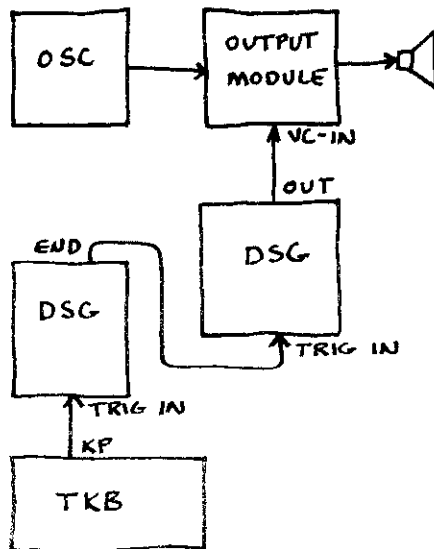 OSC
OUTPUT
MODULE
VC-IN
OUT
DSG
TRIG IN
END
DSG
TRIG IN
KP
TKB